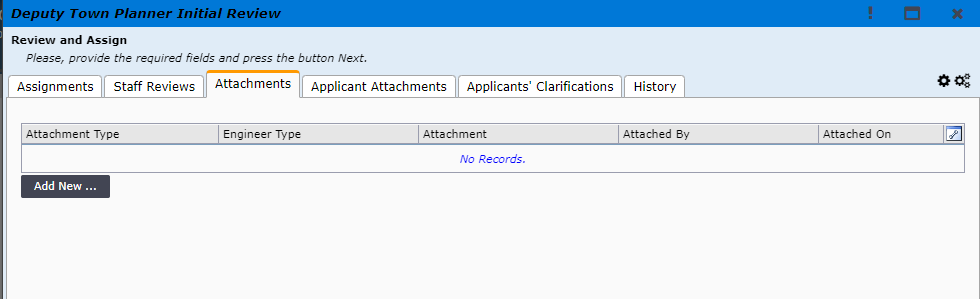 Deputy Town Planner Initial Review
Review and Assign
Please, provide the required fields and press the button Next.
Assignments Staff Reviews Attachments Applicant Attachments Applicants' Clarifications History
Attachment Type Engineer Type Attachment Attached By Attached On
No Records.
Add New ...